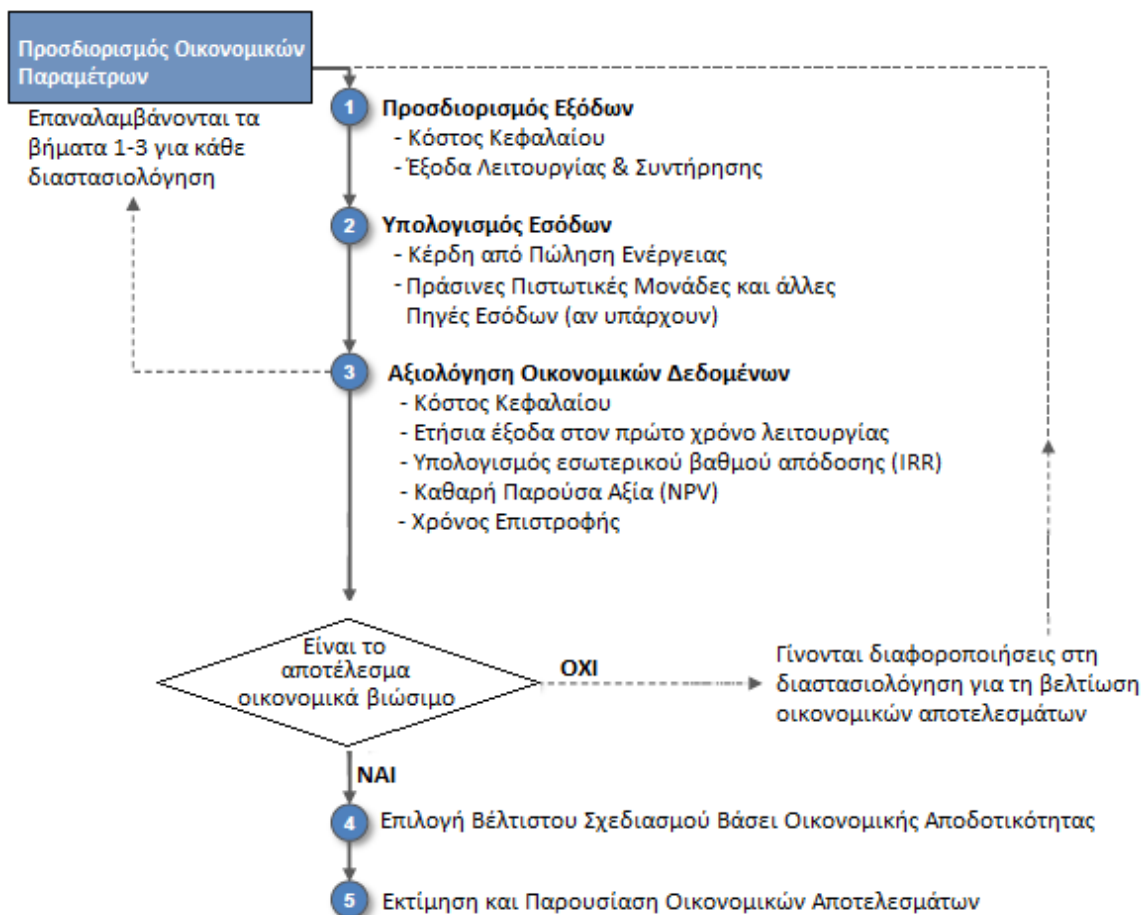 Προσδιορισμός Οικονομικών
Παραμέτρων
Επαναλαμβάνονται τα
βήματα 1-3 για κάθε
διαστασιολόγηση
1 Προσδιορισμός Εξόδων
- Κόστος Κεφαλαίου
- Έξοδα Λειτουργίας & Συντήρησης
2 Υπολογισμός Εσόδων
- Κέρδη από Πώληση Ενέργειας
- Πράσινες Πιστωτικές Μονάδες και άλλες
Πηγές Εσόδων (αν υπάρχουν)
3 Αξιολόγηση Οικονομικών Δεδομένων
- Κόστος Κεφαλαίου
- Ετήσια έξοδα στον πρώτο χρόνο λειτουργίας
- Υπολογισμός εσωτερικού βαθμού απόδοσης (IRR)
- Καθαρή Παρούσα Αξία (NPV)
- Χρόνος Επιστροφής
Είναι το
αποτέλεσμα
οικονομικά βιώσιμο
ΟΧΙ
Γίνονται διαφοροποιήσεις στη
διαστασιολόγηση για τη βελτίωση
οικονομικών αποτελεσμάτων
ΝΑΙ
4 Επιλογή Βέλτιστου Σχεδιασμού Βάσει Οικονομικής Αποδοτικότητας
5 Εκτίμηση και Παρουσίαση Οικονομικών Αποτελεσμάτων